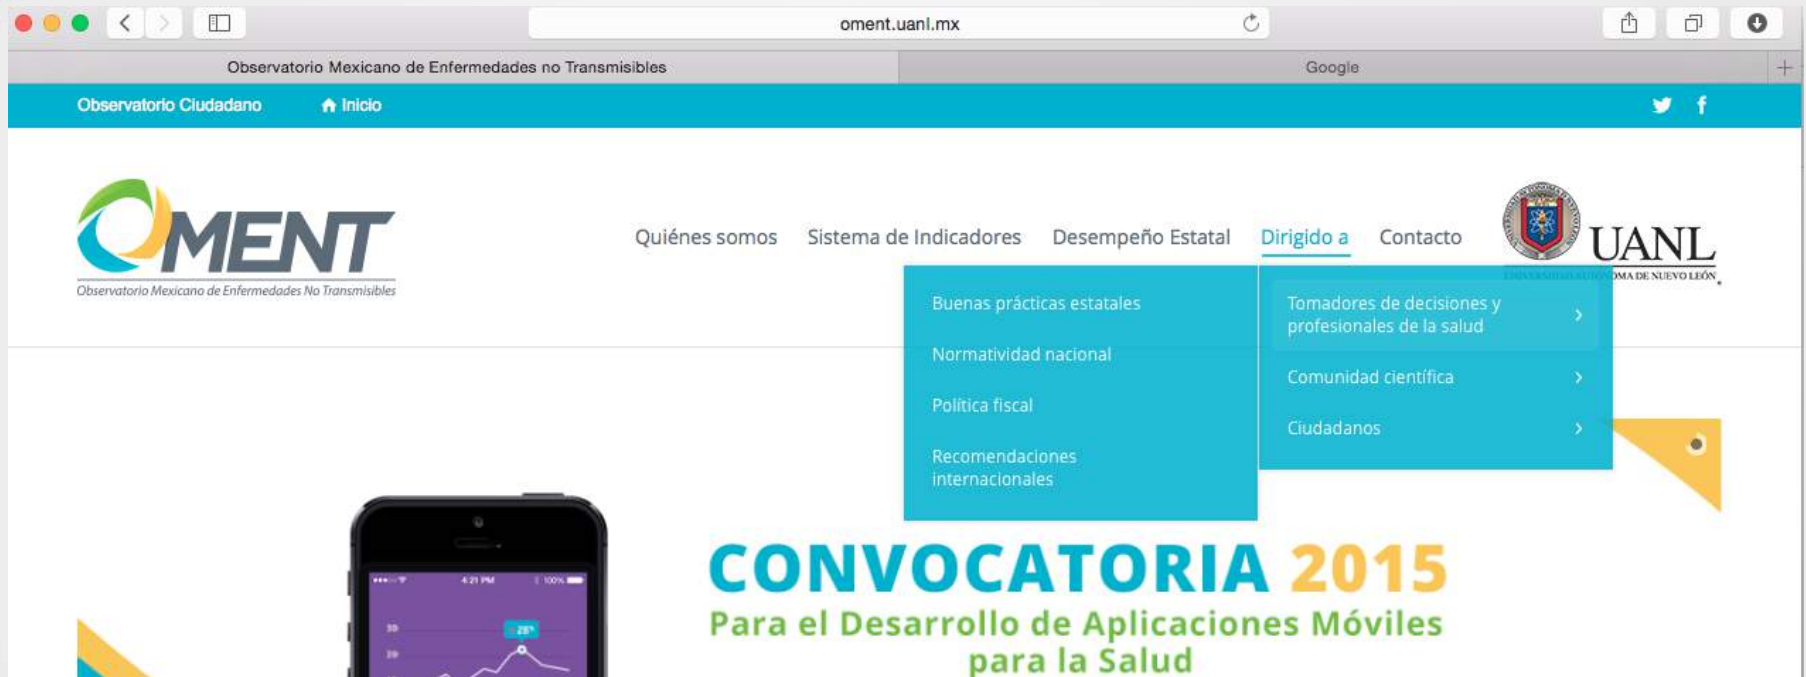 oment.uanl.mx
Observatorio Mexicano de Enfermedades no Transmisibles
Google
Observatorio Ciudadano
Inicio
OMENT
Observatorio Mexicano de Enfermedades No Transmisibles
Quiénes somos
Sistema de Indicadores
Desempeño Estatal
Dirigido a
Contacto
UANL
Buenas prácticas estatales
Normatividad nacional
Política fiscal
Recomendaciones
internacionales
Tomadores de decisiones y
profesionales de la salud
Comunidad científica
Ciudadanos
4:21 PM
100%
30
20
CONVOCATORIA 2015
Para el Desarrollo de Aplicaciones Móviles
para la Salud